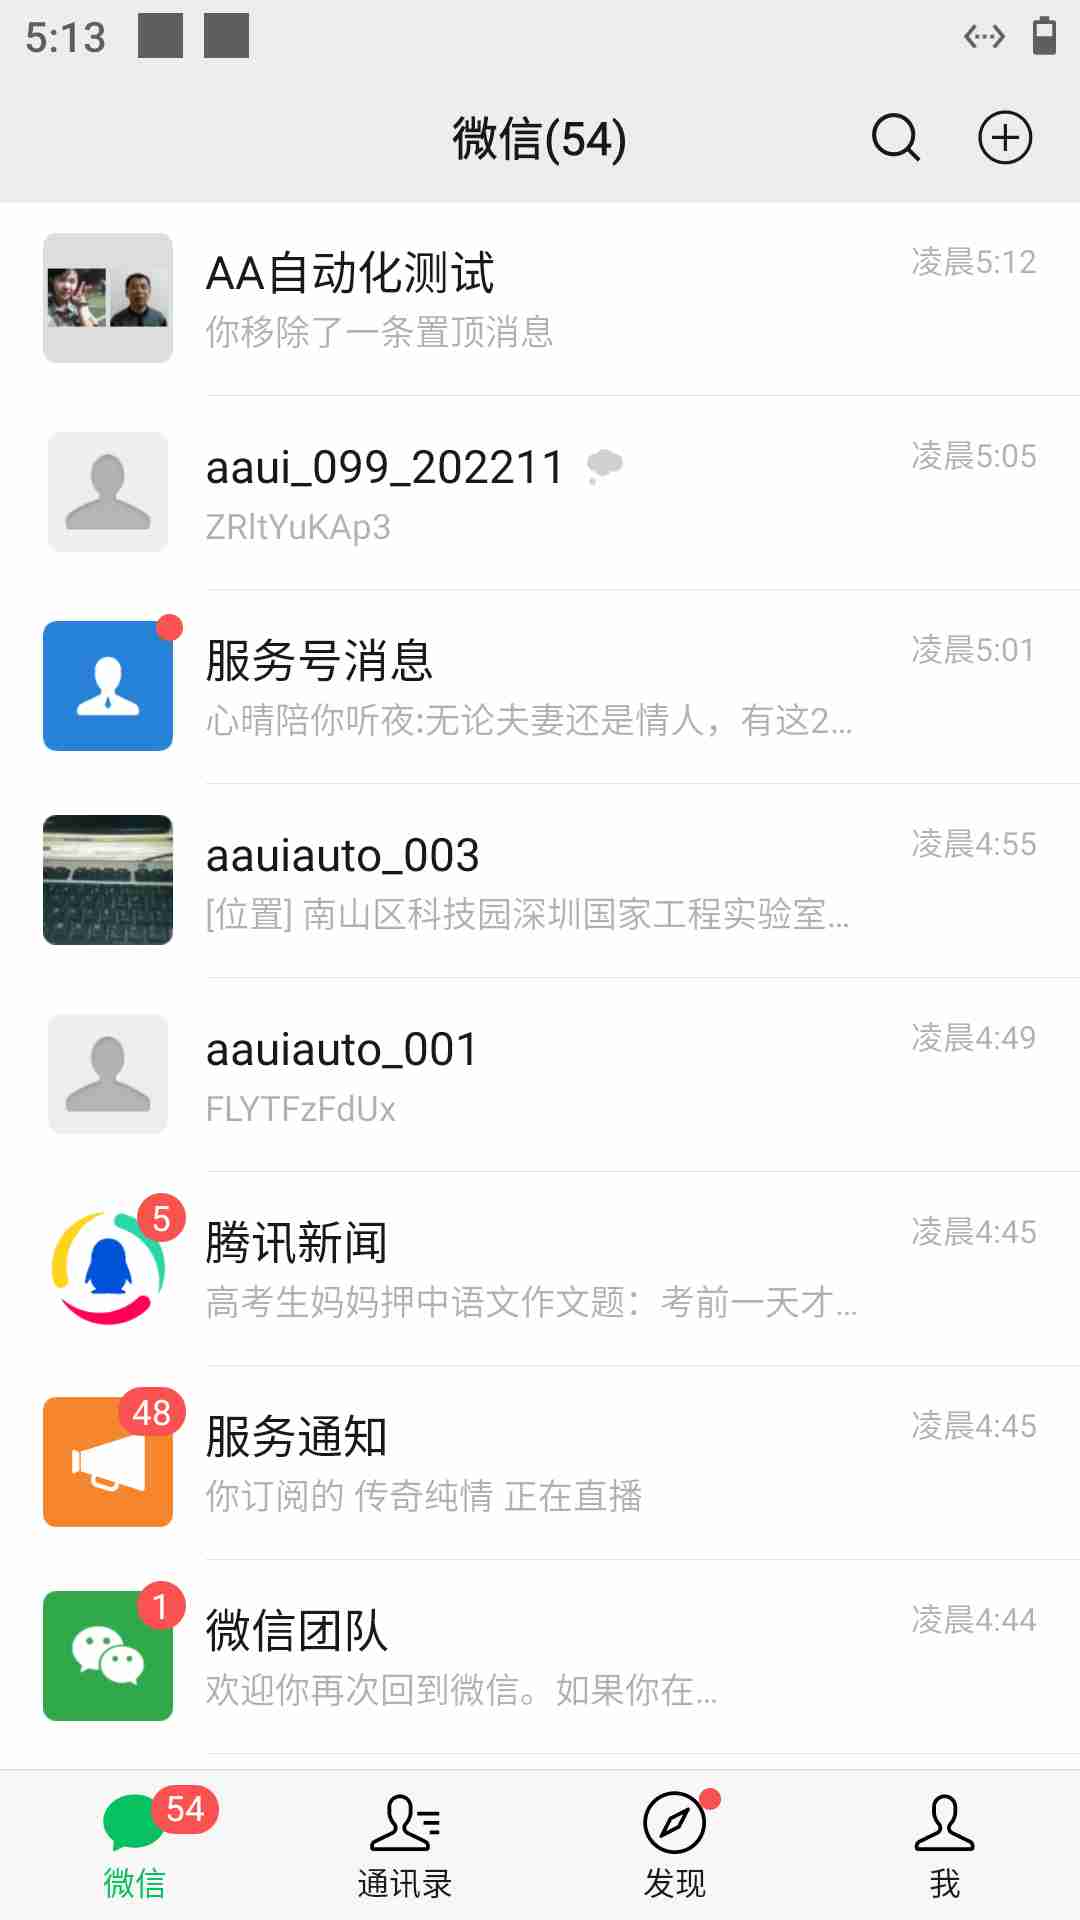 5:13
微信(54)
AA自动化测试
凌晨5:12
你移除了一条置顶消息
aaui_099_202211
凌晨5:05
ZRltYuKAp3
服务号消息
凌晨5:01
心晴陪你听夜:无论夫妻还是情人，有这2...
aauiauto_003
凌晨4:55
[位置] 南山区科技园深圳国家工程实验室...
aauiauto_001
凌晨4:49
FLYTFzFdUx
5
腾讯新闻
凌晨4:45
高考生妈妈押中语文作文题：考前一天才...
48
服务通知
凌晨4:45
你订阅的 传奇纯情 正在直播
1
微信团队
凌晨4:44
欢迎你再次回到微信。如果你在...
54
微信
通讯录
发现
我